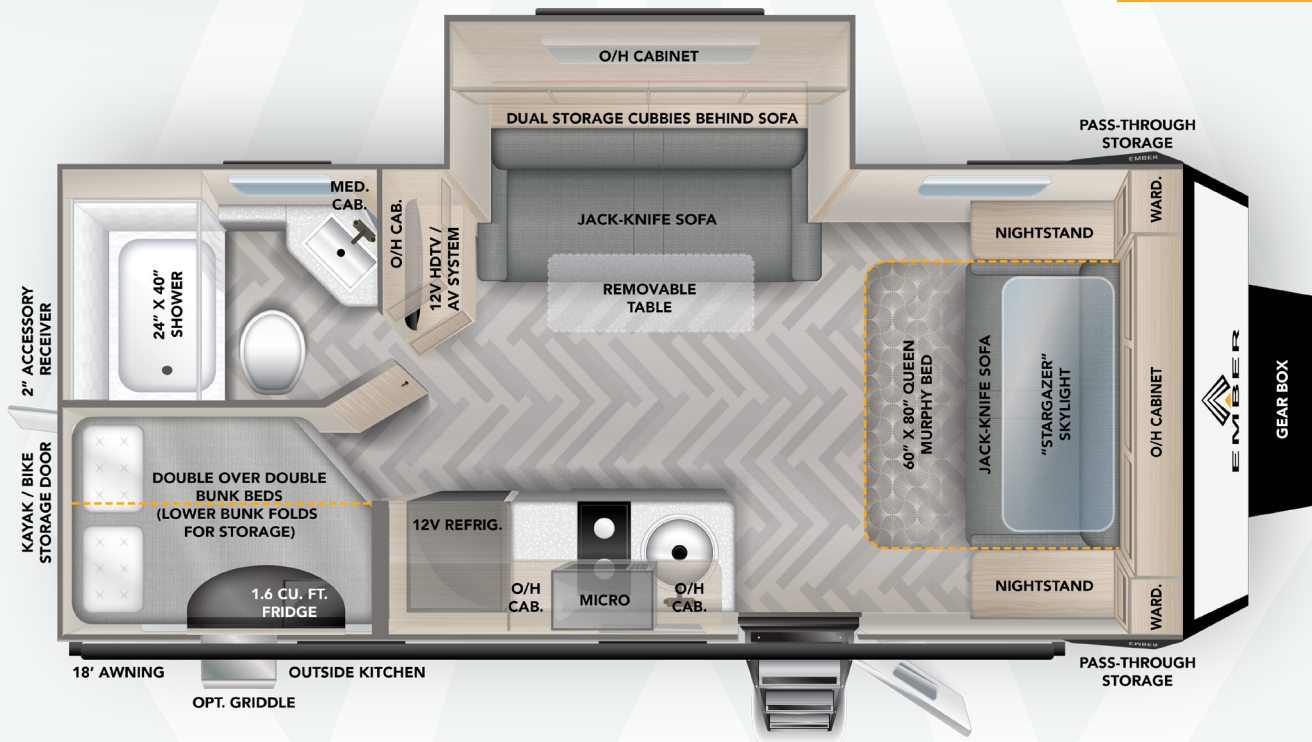 O/H CABINET
DUAL STORAGE CUBBIES BEHIND SOFA
PASS-THROUGH
STORAGE
EMBER
MED.
CAB.
O/H CAB.
12V HDTV /
AV SYSTEM
JACK-KNIFE SOFA
REMOVABLE
TABLE
NIGHTSTAND
WARD.
24" X 40"
SHOWER
2" ACCESSORY
RECEIVER
60" X 80" QUEEN
MURPHY BED
JACK-KNIFE SOFA
"STARGAZER"
SKYLIGHT
O/H CABINET
EMBER
GEAR BOX
KAYAK / BIKE
STORAGE DOOR
DOUBLE OVER DOUBLE
BUNK BEDS
(LOWER BUNK FOLDS
FOR STORAGE)
12V REFRIG.
1.6 CU. FT.
FRIDGE
O/H
CAB.
MICRO
O/H
CAB.
NIGHTSTAND
WARD.
EMBER
18' AWNING
OUTSIDE KITCHEN
OPT. GRIDDLE
PASS-THROUGH
STORAGE